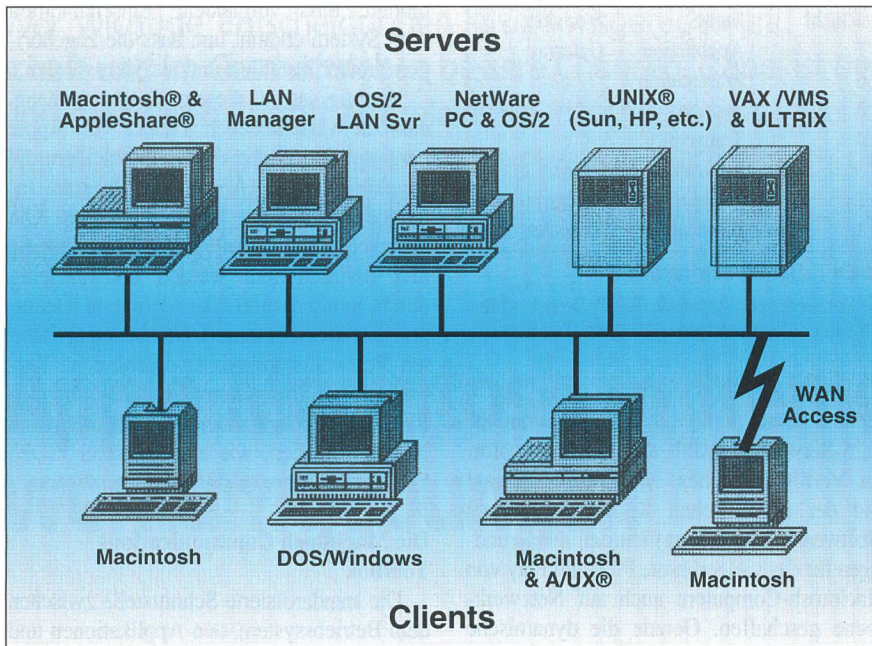 Servers
Macintosh® &
AppleShare®
LAN
Manager
OS/2
LAN Svr
NetWare
PC & OS/2
UNIX®
(Sun, HP, etc.)
VAX /VMS
& ULTRIX
WAN
Access
Macintosh
DOS/Windows
Macintosh
& A/UX®
Macintosh
Clients